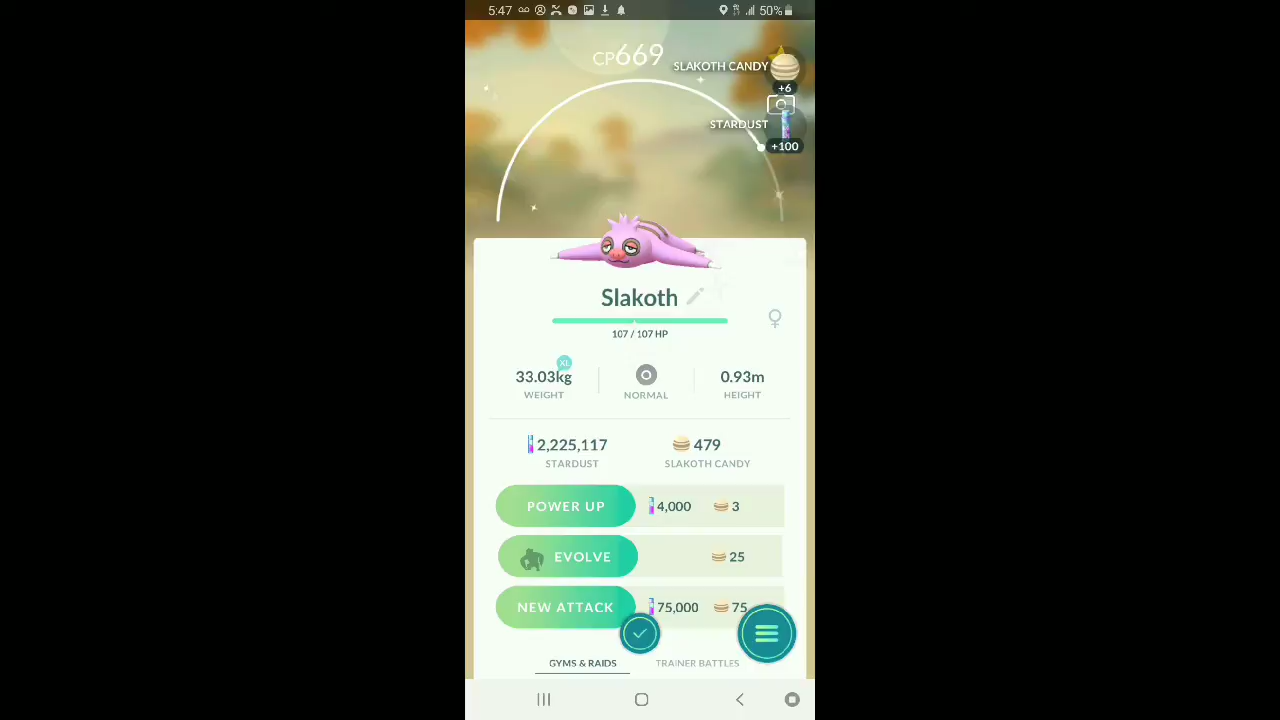 5:47 50%
CP669
SLAKOTH CANDY
+6
STARDUST
+100
Slakoth
107 / 107 HP
XL
33.03kg 0.93m
WEIGHT NORMAL HEIGHT
2,225,117 479
STARDUST SLAKOTH CANDY
POWER UP 4,000 3
EVOLVE 25
NEW ATTACK 75,000 75
GYMS & RAIDS TRAINER BATTLES